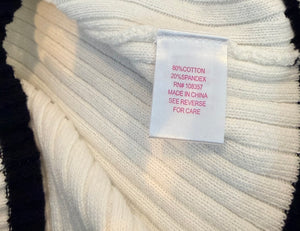 80%COTTON
20%SPANDEX
RN# 108357
MADE IN CHINA
SEE REVERSE
FOR CARE